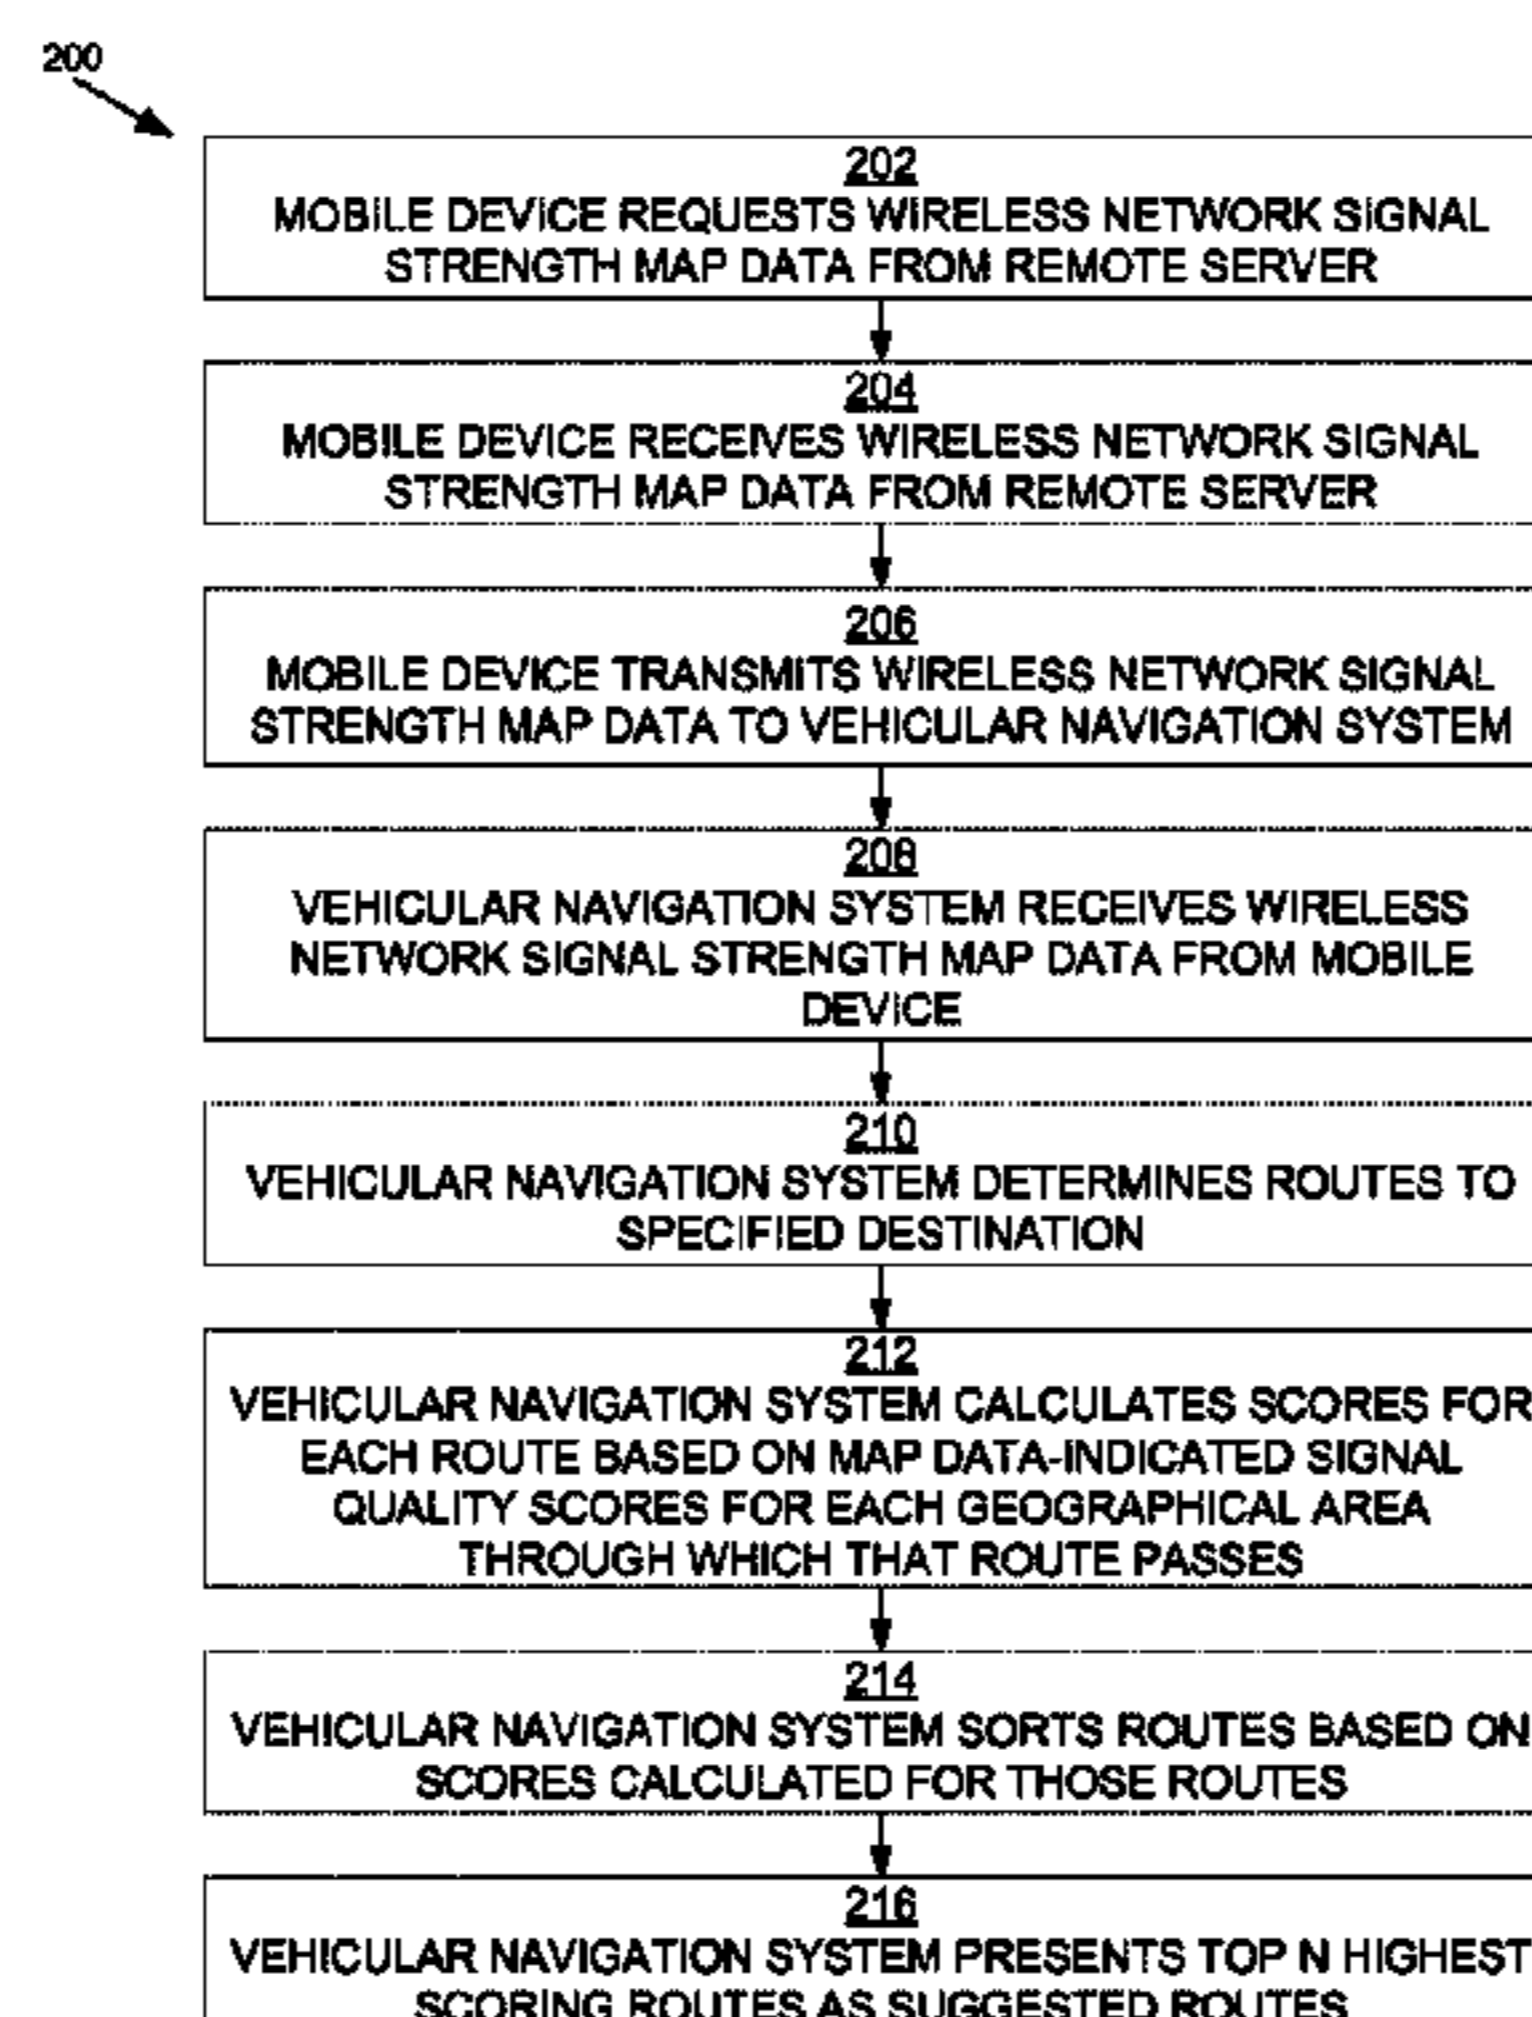 200
202
MOBILE DEVICE REQUESTS WIRELESS NETWORK SIGNAL
STRENGTH MAP DATA FROM REMOTE SERVER
204
MOBILE DEVICE RECEIVES WIRELESS NETWORK SIGNAL
STRENGTH MAP DATA FROM REMOTE SERVER
206
MOBILE DEVICE TRANSMITS WIRELESS NETWORK SIGNAL
STRENGTH MAP DATA TO VEHICULAR NAVIGATION SYSTEM
208
VEHICULAR NAVIGATION SYSTEM RECEIVES WIRELESS
NETWORK SIGNAL STRENGTH MAP DATA FROM MOBILE
DEVICE
210
VEHICULAR NAVIGATION SYSTEM DETERMINES ROUTES TO
SPECIFIED DESTINATION
212
VEHICULAR NAVIGATION SYSTEM CALCULATES SCORES FOR
EACH ROUTE BASED ON MAP DATA-INDICATED SIGNAL
QUALITY SCORES FOR EACH GEOGRAPHICAL AREA
THROUGH WHICH THAT ROUTE PASSES
214
VEHICULAR NAVIGATION SYSTEM SORTS ROUTES BASED ON
SCORES CALCULATED FOR THOSE ROUTES
216
VEHICULAR NAVIGATION SYSTEM PRESENTS TOP N HIGHEST
SCORING ROUTES AS SUGGESTED ROUTES